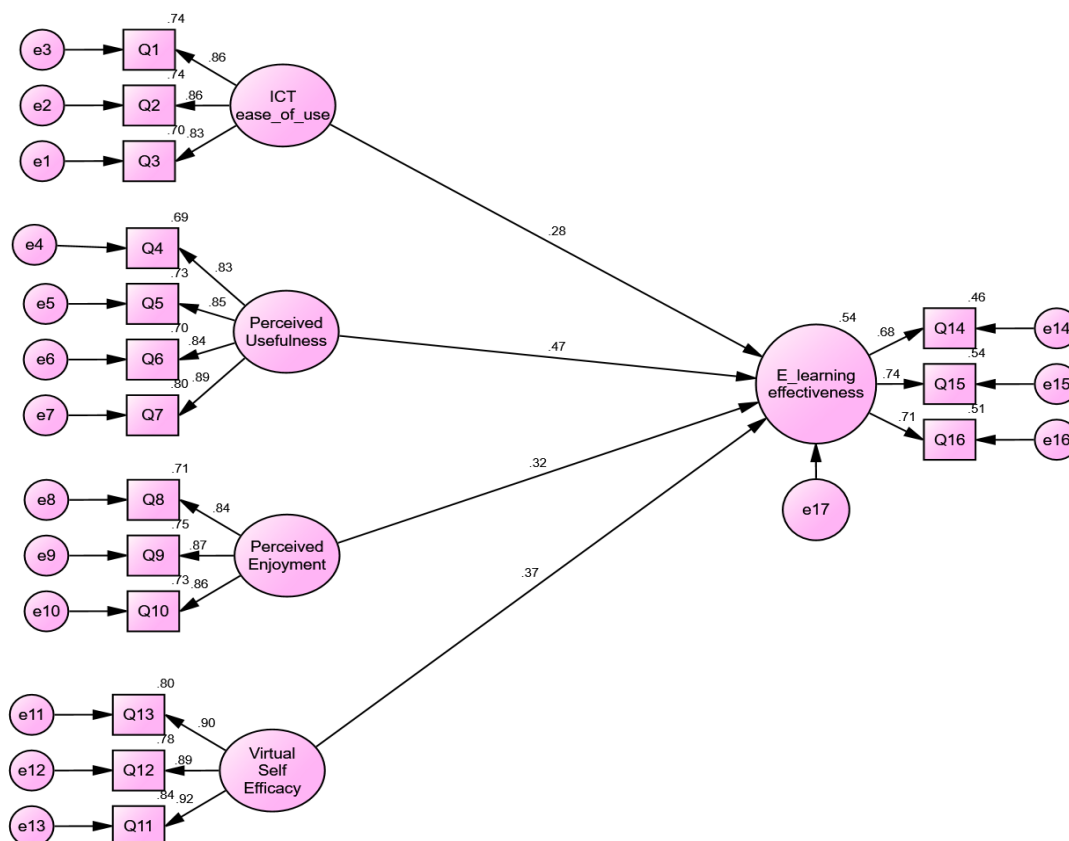 .74
e3
Q1
.86
ICT
ease_of_use
.74
e2
Q2
.86
.70
e1
Q3
.83
.28
.69
e4
Q4
.83
.73
e5
Q5
.85
Perceived
Usefulness
.70
e6
Q6
.84
.80
e7
Q7
.89
.47
.71
e8
Q8
.84
.75
e9
Q9
.87
Perceived
Enjoyment
.73
e10
Q10
.86
.32
.80
e11
Q13
.90
.78
e12
Q12
.89
Virtual
Self
Efficacy
.84
e13
Q11
.92
.37
.54
E_learning
effectiveness
e17
.46
.68
Q14
e14
.54
.74
Q15
e15
.51
.71
Q16
e16